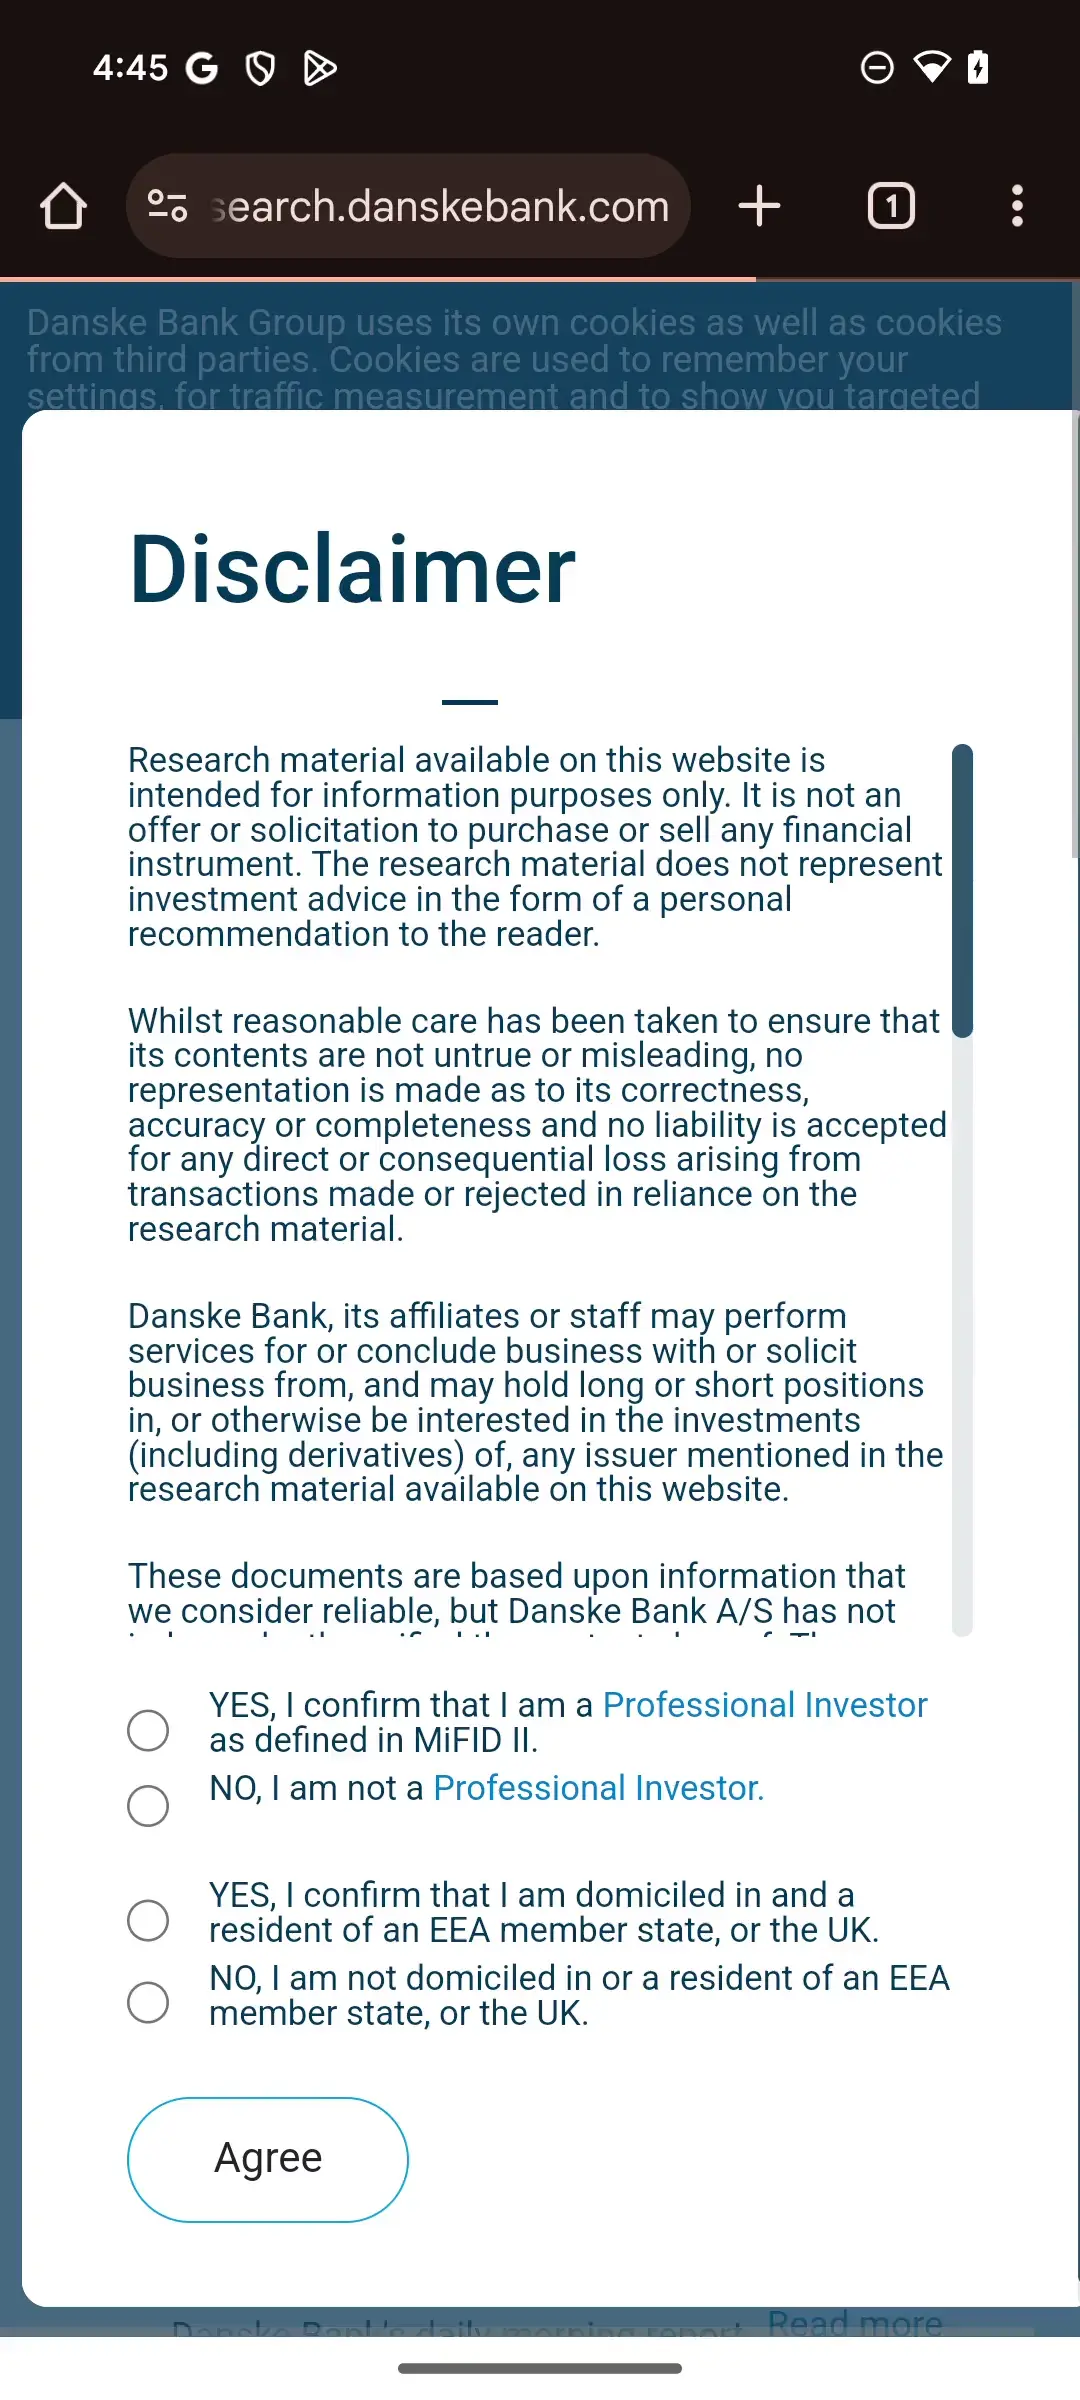 4:45
search.danskebank.com
1
Danske Bank Group uses its own cookies as well as cookies
from third parties. Cookies are used to remember your
settings, for traffic measurement and to show you targeted
Disclaimer
Research material available on this website is
intended for information purposes only. It is not an
offer or solicitation to purchase or sell any financial
instrument. The research material does not represent
investment advice in the form of a personal
recommendation to the reader.
Whilst reasonable care has been taken to ensure that
its contents are not untrue or misleading, no
representation is made as to its correctness,
accuracy or completeness and no liability is accepted
for any direct or consequential loss arising from
transactions made or rejected in reliance on the
research material.
Danske Bank, its affiliates or staff may perform
services for or conclude business with or solicit
business from, and may hold long or short positions
in, or otherwise be interested in the investments
(including derivatives) of, any issuer mentioned in the
research material available on this website.
These documents are based upon information that
we consider reliable, but Danske Bank A/S has not
YES, I confirm that I am a Professional Investor
as defined in MiFID II.
NO, I am not a Professional Investor.
YES, I confirm that I am domiciled in and a
resident of an EEA member state, or the UK.
NO, I am not domiciled in or a resident of an EEA
member state, or the UK.
Agree
Danske Bank's daily morning report Read more